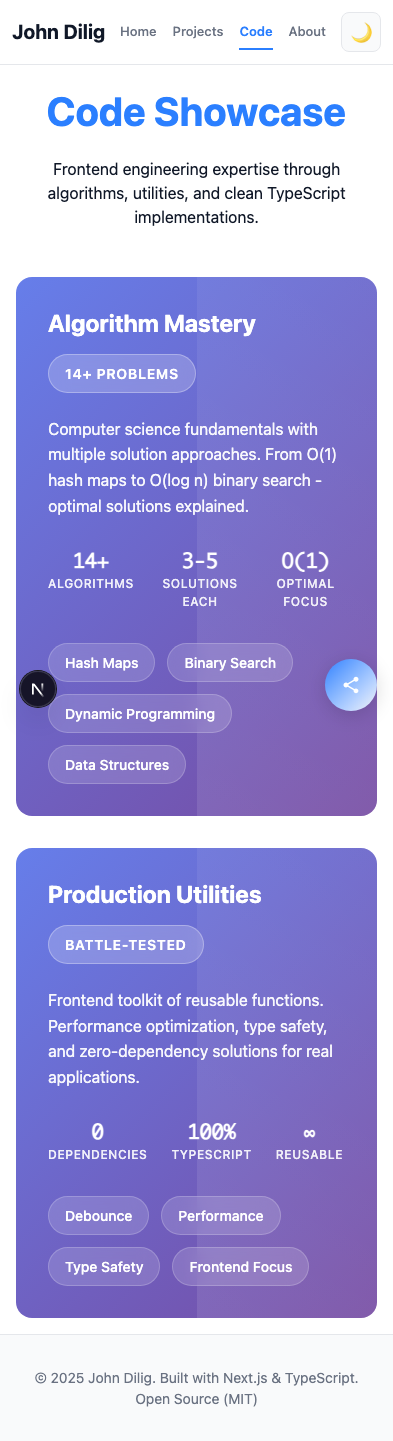 John Dilig Home Projects Code About 🌙
Code Showcase
Frontend engineering expertise through
algorithms, utilities, and clean TypeScript
implementations.
Algorithm Mastery
14+ PROBLEMS
Computer science fundamentals with
multiple solution approaches. From O(1)
hash maps to O(log n) binary search -
optimal solutions explained.
14+ 3-5 O(1)
ALGORITHMS SOLUTIONS OPTIMAL
EACH FOCUS
Hash Maps Binary Search
N
Dynamic Programming
Data Structures
Production Utilities
BATTLE-TESTED
Frontend toolkit of reusable functions.
Performance optimization, type safety,
and zero-dependency solutions for real
applications.
0 100% ∞
DEPENDENCIES TYPESCRIPT REUSABLE
Debounce Performance
Type Safety Frontend Focus
© 2025 John Dilig. Built with Next.js & TypeScript.
Open Source (MIT)